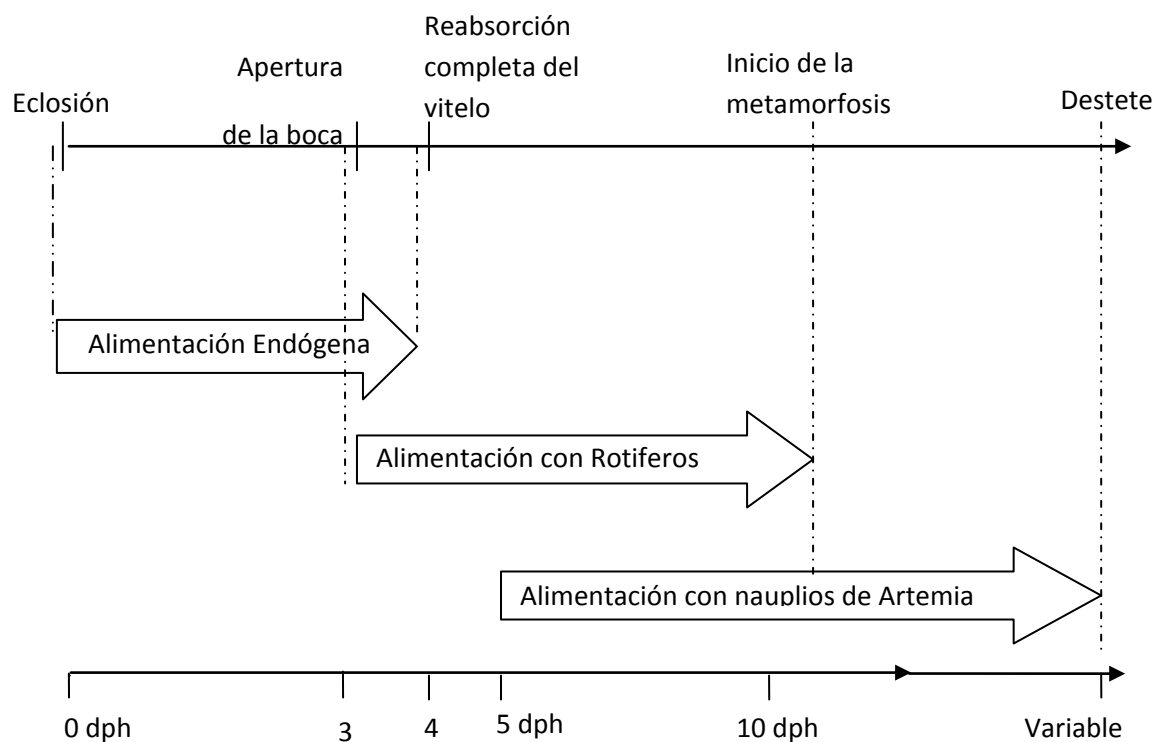 Eclosión
Apertura
de la boca
Reabsorción
completa del
vitelo
Inicio de la
metamorfosis
Destete
Alimentación Endógena
Alimentación con Rotiferos
Alimentación con nauplios de Artemia
0 dph
3
4
5 dph
10 dph
Variable